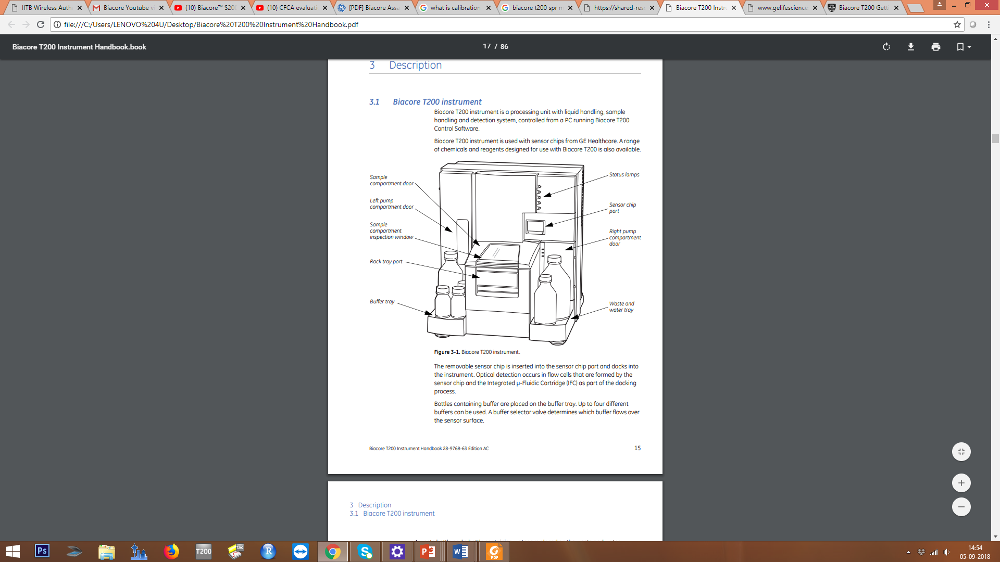 IITB Wireless Auth
Biacore Youtube v
(10) Biacore™ S20
(10) CFCA evaluat
[PDF] Biacore Ass
what is calibration
biacore t200 spr m
https://shared-res
Biacore T200 Instr
www.gelifescience
Biacore T200 Gett
file:///C:/Users/LENOVO%204U/Desktop/Biacore%20T200%20Instrument%20Handbook.pdf
Biacore T200 Instrument Handbook.book
17 / 86
3 Description
3.1 Biacore T200 instrument
Biacore T200 instrument is a processing unit with liquid handling, sample
handling and detection system, controlled from a PC running Biacore T200
Control Software.
Biacore T200 instrument is used with sensor chips from GE Healthcare. A range
of chemicals and reagents designed for use with Biacore T200 is also available.
Sample
compartment door
Left pump
compartment door
Sample
compartment
inspection window
Rack tray port
Buffer tray
Status lamps
Sensor chip
port
Right pump
compartment
door
Waste and
water tray
Figure 3-1. Biacore T200 instrument.
The removable sensor chip is inserted into the sensor chip port and docks into
the instrument. Optical detection occurs in flow cells that are formed by the
sensor chip and the Integrated µ-Fluidic Cartridge (IFC) as part of the docking
process.
Bottles containing buffer are placed on the buffer tray. Up to four different
buffers can be used. A buffer selector valve determines which buffer flows over
the sensor surface.
Biacore T200 Instrument Handbook 28-9768-63 Edition AC
15
3 Description
3.1 Biacore T200 instrument
Ps
T200
T200
R
S
P
W
PDF
14:54
05-09-2018